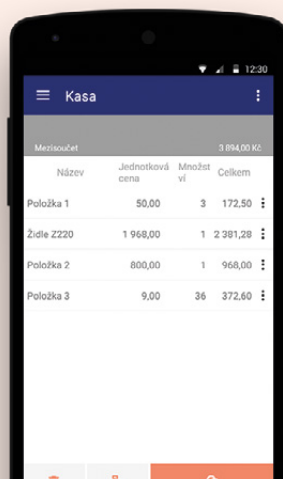 12:30
Kasa
Mezisoučet 3 894,00 Kč
Název Jednotková cena Množst ví Celkem
Položka 1 50,00 3 172,50
Židle Z220 1 968,00 1 2 381,28
Položka 2 800,00 1 968,00
Položka 3 9,00 36 372,60